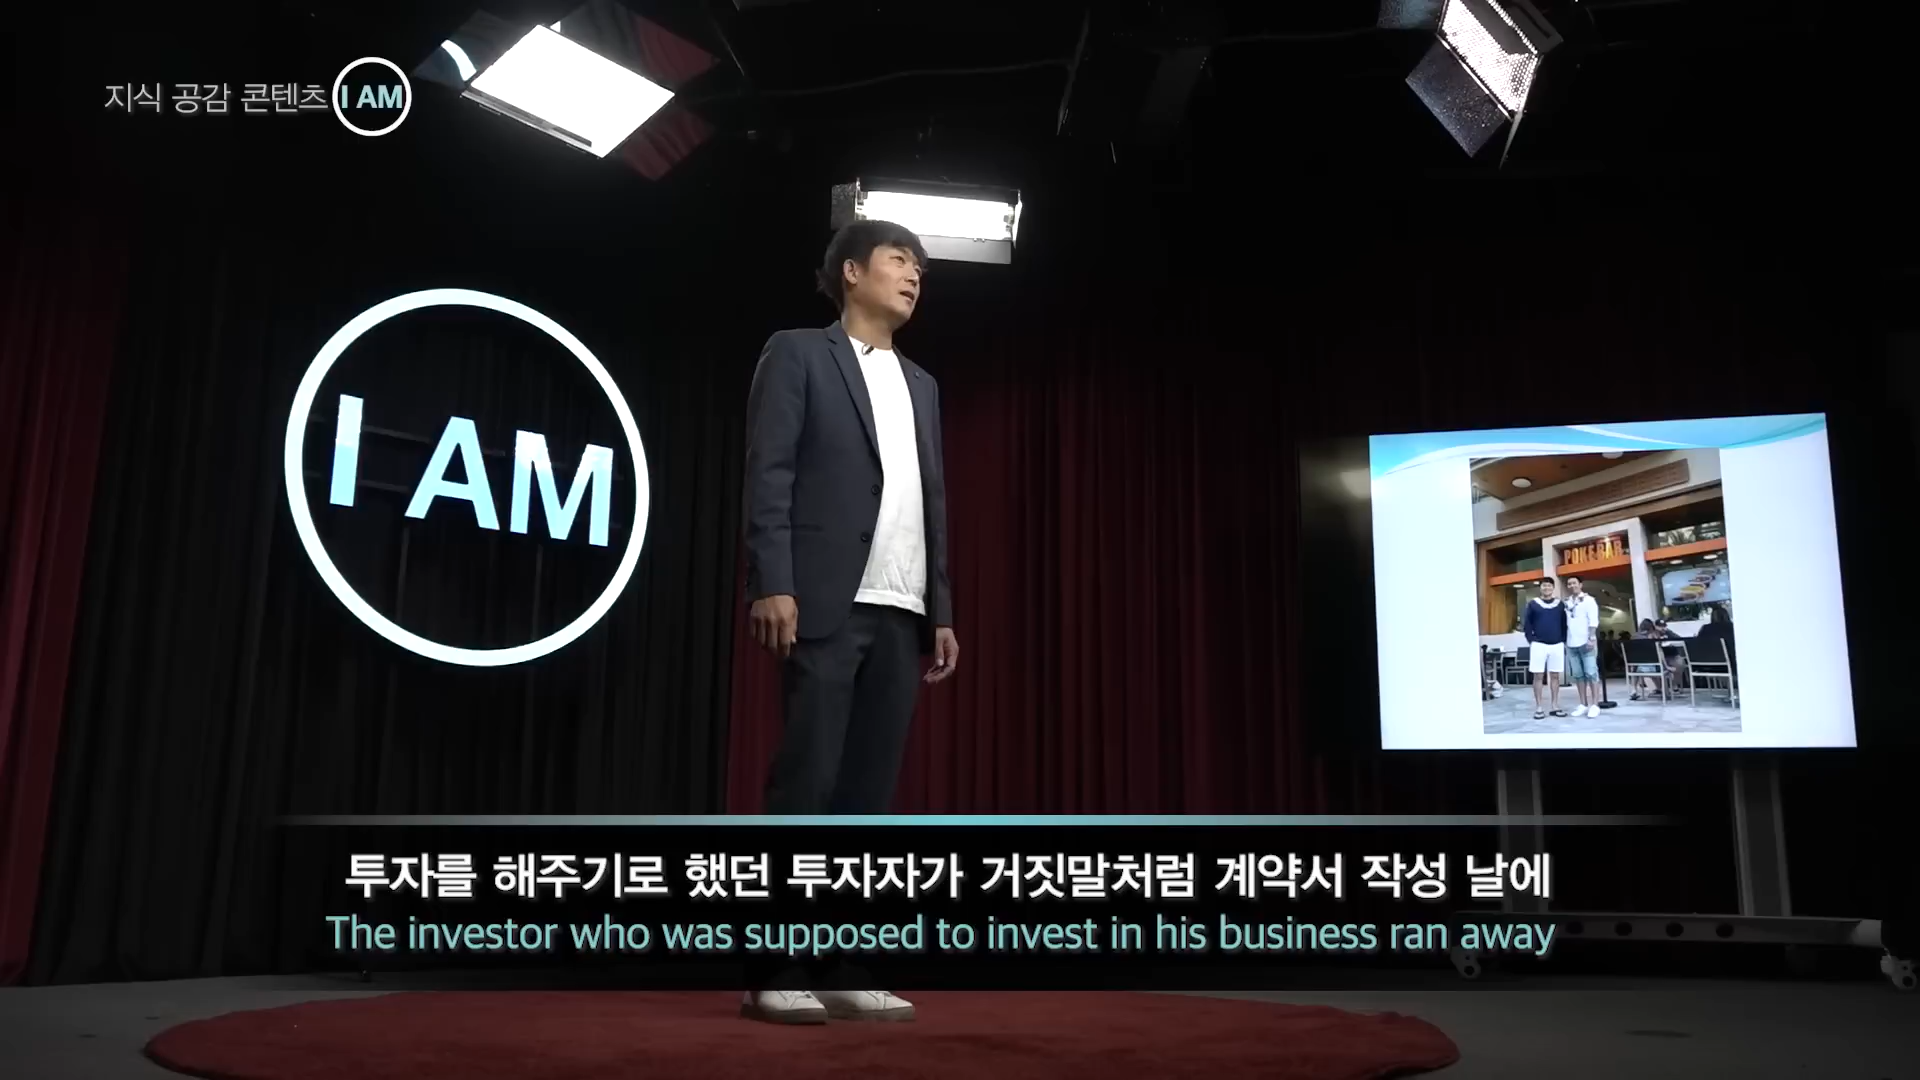 지식 공감 콘텐츠 I AM
I AM
POKEBAR
투자를 해주기로 했던 투자자가 거짓말처럼 계약서 작성 날에
The investor who was supposed to invest in his business ran away